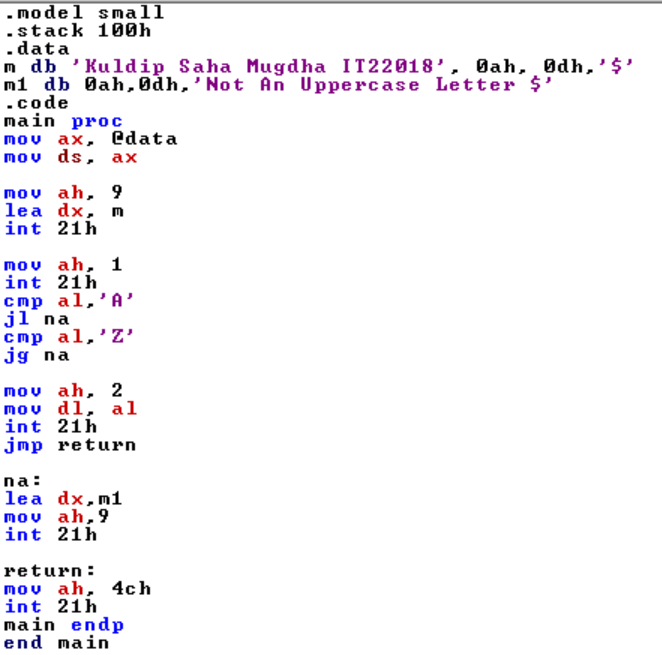 .model small
.stack 100h
.data
m db 'Kuldip Saha Mugdha IT22018', 0ah, 0dh,'$'
m1 db 0ah,0dh,'Not An Uppercase Letter $'
.code
main proc
mov ax, @data
mov ds, ax
mov ah, 9
lea dx, m
int 21h
mov ah, 1
int 21h
cmp al,'A'
jl na
cmp al,'Z'
jg na
mov ah, 2
mov dl, al
int 21h
jmp return
na:
lea dx,m1
mov ah,9
int 21h
return:
mov ah, 4ch
int 21h
main endp
end main